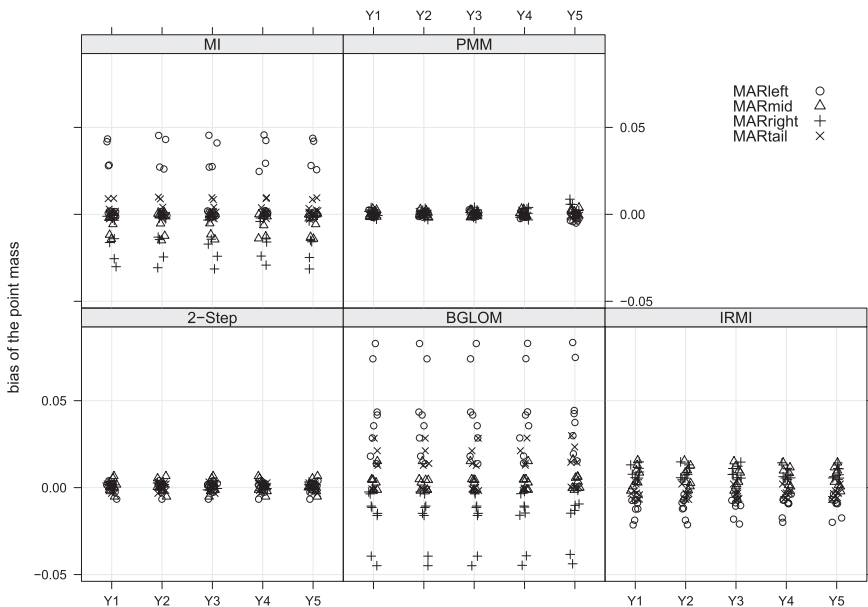 Y1 Y2 Y3 Y4 Y5
MI PMM
MARleft
MARmid
MARright
MARtail
0.05
0.00
−0.05
bias of the point mass
2−Step BGLOM IRMI
0.05
0.00
−0.05
Y1 Y2 Y3 Y4 Y5 Y1 Y2 Y3 Y4 Y5